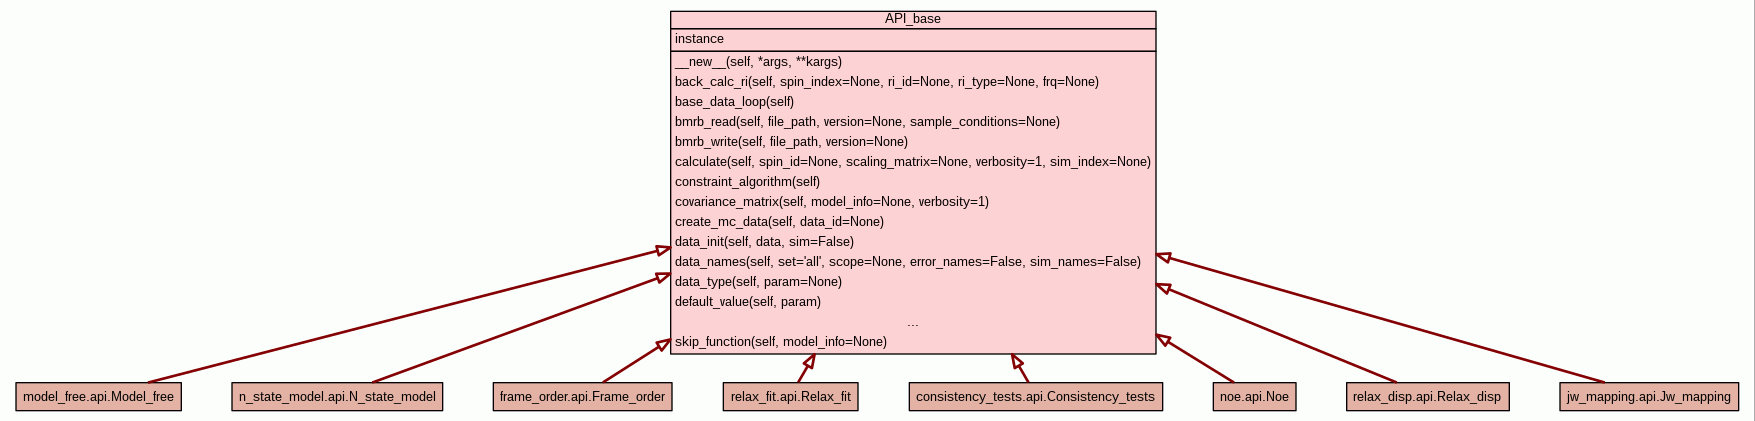 API_base
instance
__new__(self, *args, **kargs)
back_calc_ri(self, spin_index=None, ri_id=None, ri_type=None, frq=None)
base_data_loop(self)
bmrb_read(self, file_path, version=None, sample_conditions=None)
bmrb_write(self, file_path, version=None)
calculate(self, spin_id=None, scaling_matrix=None, verbosity=1, sim_index=None)
constraint_algorithm(self)
covariance_matrix(self, model_info=None, verbosity=1)
create_mc_data(self, data_id=None)
data_init(self, data, sim=False)
data_names(self, set='all', scope=None, error_names=False, sim_names=False)
data_type(self, param=None)
default_value(self, param)
...
skip_function(self, model_info=None)
model_free.api.Model_free
n_state_model.api.N_state_model
frame_order.api.Frame_order
relax_fit.api.Relax_fit
consistency_tests.api.Consistency_tests
noe.api.Noe
relax_disp.api.Relax_disp
jw_mapping.api.Jw_mapping